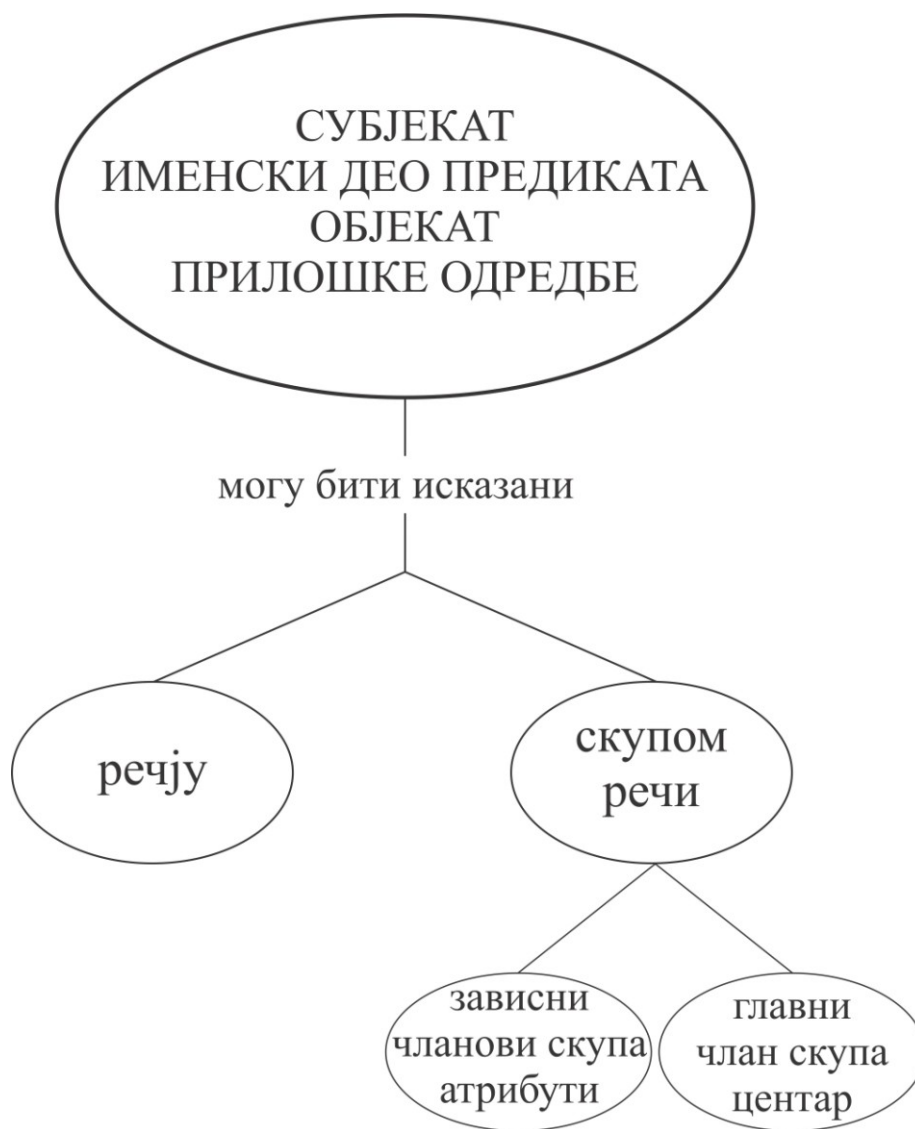 СУБЈЕКАТ
ИМЕНСКИ ДЕО ПРЕДИКАТА
ОБЈЕКАТ
ПРИЛОШКЕ ОДРЕДБЕ
могу бити исказани
речју
скупом
речи
зависни
чланови скупа
атрибути
главни
члан скупа
центар